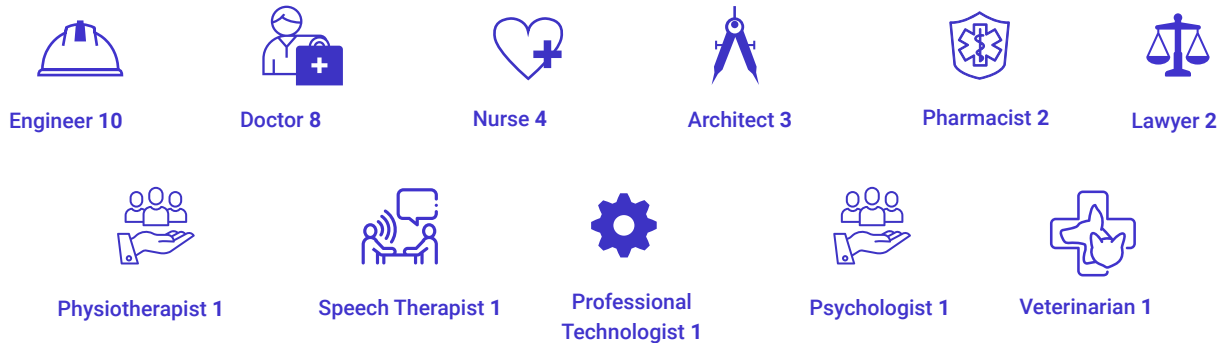 Engineer 10
Doctor 8
Nurse 4
Architect 3
Pharmacist 2
Lawyer 2
Physiotherapist 1
Speech Therapist 1
Professional
Technologist 1
Psychologist 1
Veterinarian 1